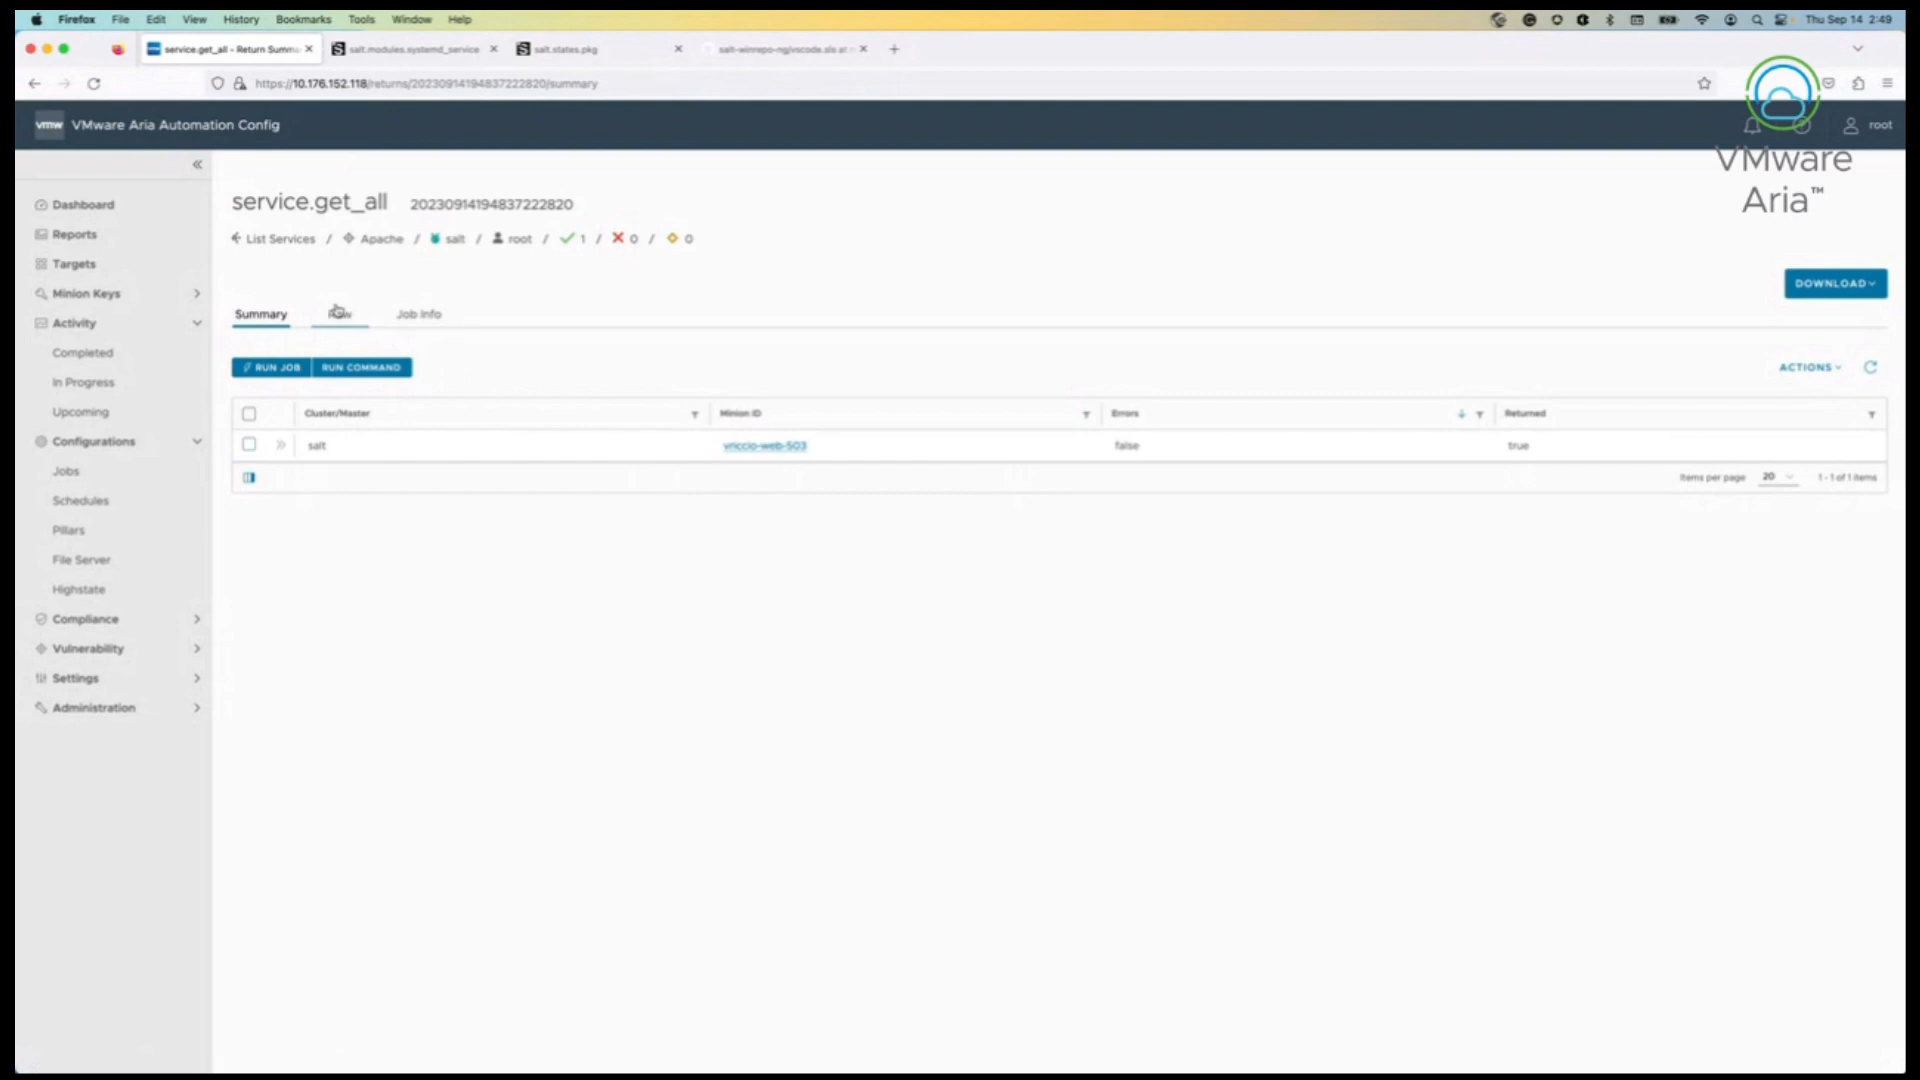 Firefox File Edit View History Bookmarks Tools Window Help Thu Sep 14 2:49
service.get_all - Return Summa salt.modules.systemd_service salt.states.pkg salt-winrepo-ng/vscode.sls at
https://10.176.152.118/returns/20230914194837222820/summary
vmw VMware Aria Automation Config root
VMware
Aria™
Dashboard
Reports
Targets
Minion Keys
Activity
Completed
In Progress
Upcoming
Configurations
Jobs
Schedules
Pillars
File Server
Highstate
Compliance
Vulnerability
Settings
Administration
service.get_all 20230914194837222820
List Services / Apache / salt / root / 1 / 0 / 0
DOWNLOAD
Summary Raw Job Info
RUN JOB RUN COMMAND ACTIONS
Cluster/Master Minion ID Errors Returned
salt vriccio-web-503 false true
Items per page 20 1 - 1 of 1 items